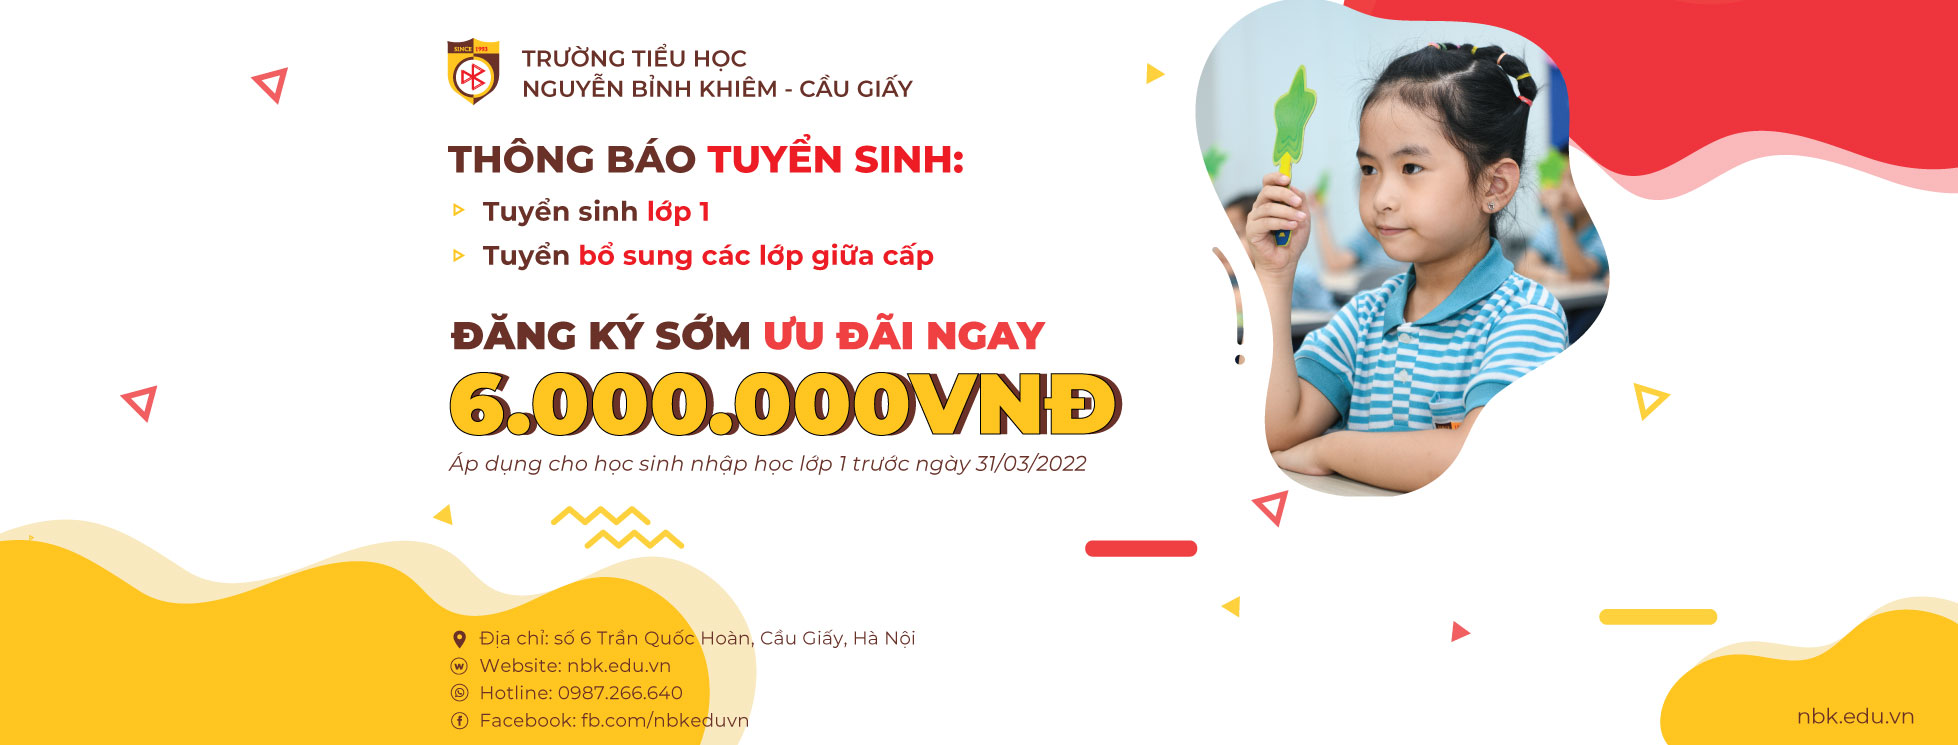 SINCE 1993
TRƯỜNG TIỂU HỌC
NGUYỄN BỈNH KHIÊM - CẦU GIẤY
THÔNG BÁO TUYỂN SINH:
Tuyển sinh lớp 1
Tuyển bổ sung các lớp giữa cấp
ĐĂNG KÝ SỚM ƯU ĐÃI NGAY
6.000.000VNĐ
Áp dụng cho học sinh nhập học lớp 1 trước ngày 31/03/2022
Địa chỉ: số 6 Trần Quốc Hoàn, Cầu Giấy, Hà Nội
Website: nbk.edu.vn
Hotline: 0987.266.640
Facebook: fb.com/nbkeduvn
nbk.edu.vn